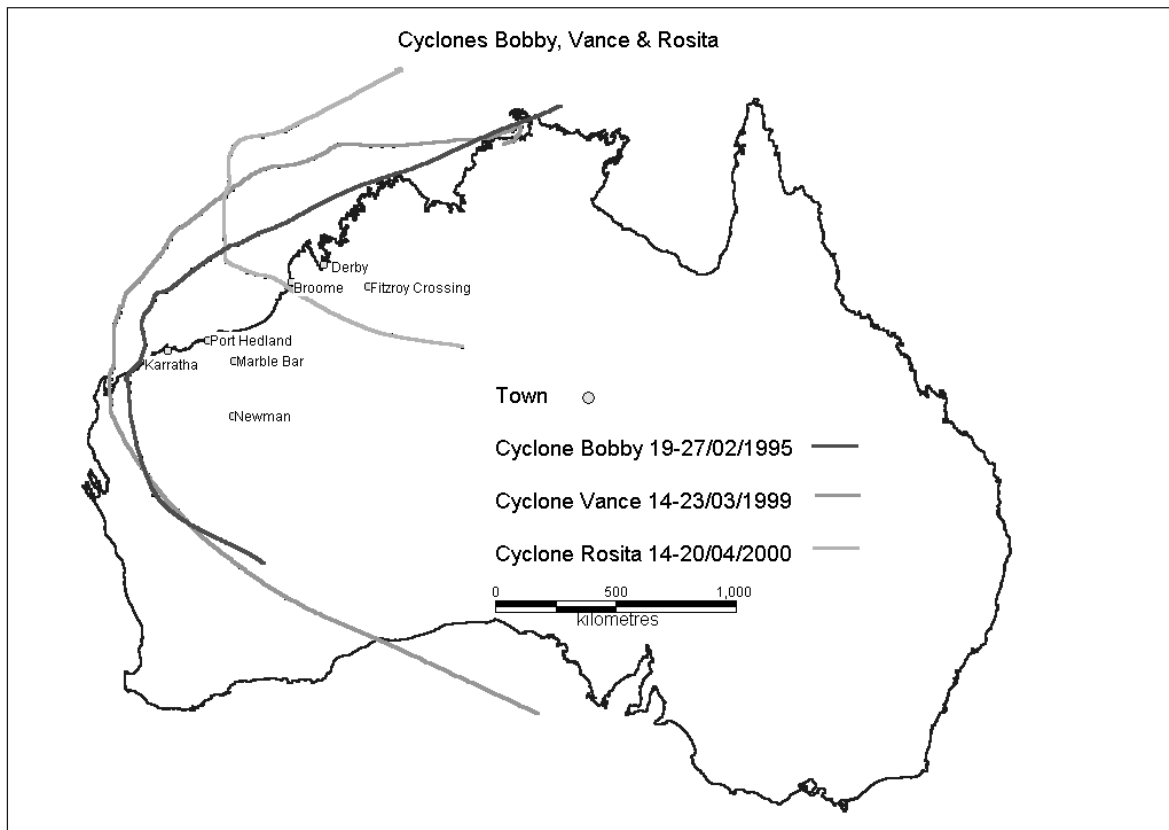 Cyclones Bobby, Vance & Rosita
Derby
Broome
Fitzroy Crossing
Port Hedland
Karratha
Marble Bar
Newman
Town
Cyclone Bobby 19-27/02/1995
Cyclone Vance 14-23/03/1999
Cyclone Rosita 14-20/04/2000
0 500 1,000
kilometres